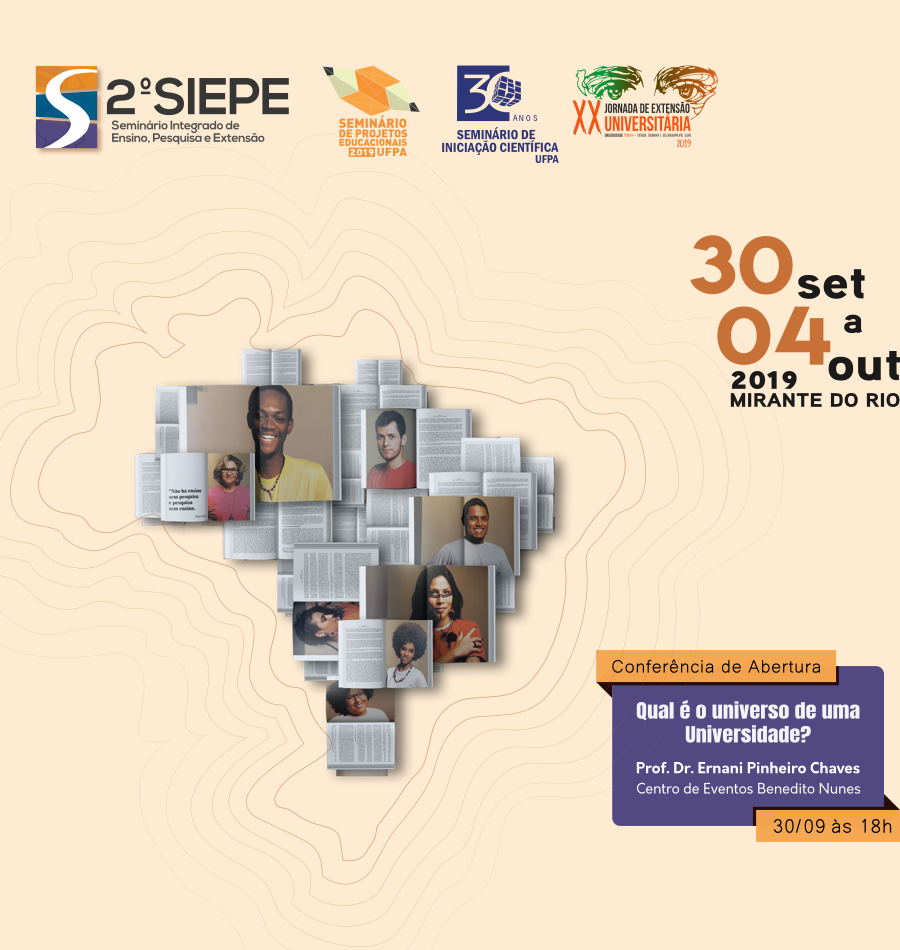 2º SIEPE
Seminário Integrado de
Ensino, Pesquisa e Extensão
SEMINÁRIO
DE PROJETOS
EDUCACIONAIS
2019 UFPA
30
ANOS
SEMINÁRIO DE
INICIAÇÃO CIENTÍFICA
UFPA
XX JORNADA DE EXTENSÃO
UNIVERSITÁRIA
2019
30 set
a
04 out
2019
MIRANTE DO RIO
"Não há ensino
sem pesquisa
e pesquisa
sem ensino.
Conferência de Abertura
Qual é o universo de uma
Universidade?
Prof. Dr. Ernani Pinheiro Chaves
Centro de Eventos Benedito Nunes
30/09 às 18h